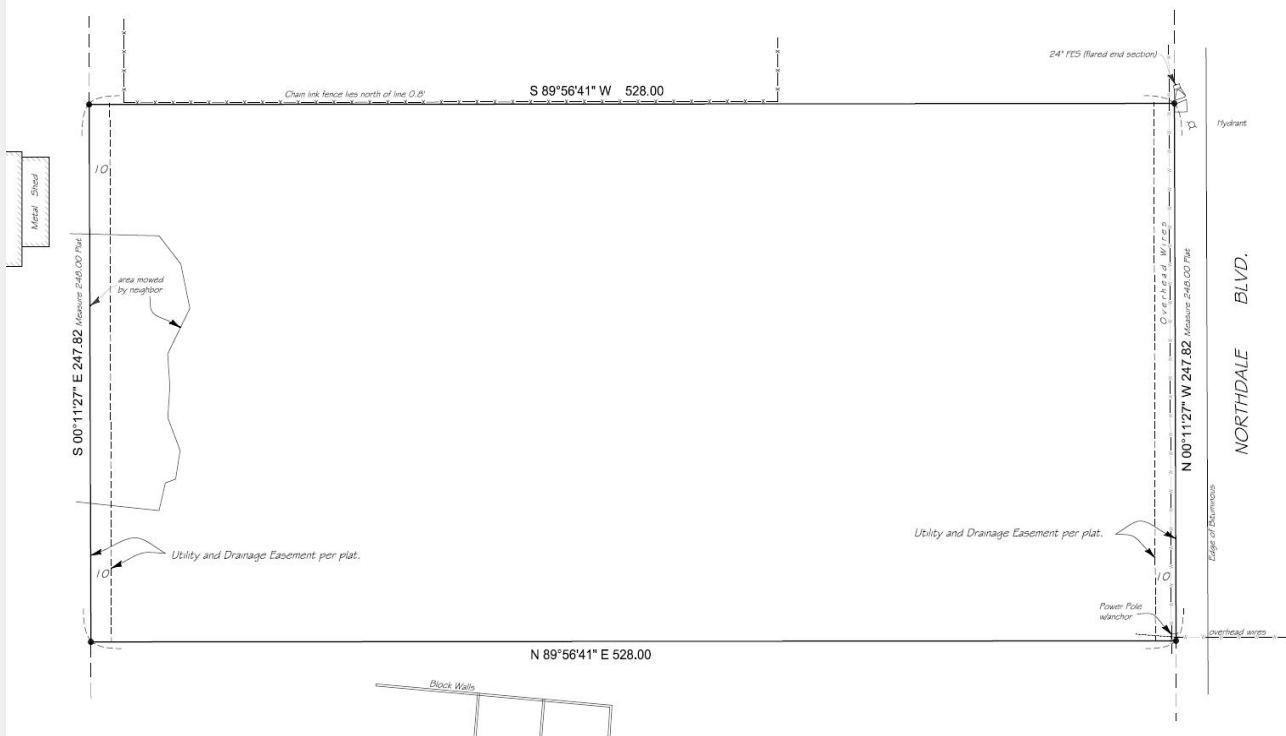 24" FES (flared end section)
S 89°56'41" W 528.00
Chain link fence lies north of line 0.8'
Hydrant
10
Metal Shed
Overhead Wires
area mowed
by neighbor
S 00°11'27" E 247.82 Measure 248.00 Plat
N 00°11'27" W 247.82 Measure 248.00 Plat
NORTHDALE BLVD.
Edge of Bituminous
Utility and Drainage Easement per plat.
Utility and Drainage Easement per plat.
10
10
Power Pole
w/anchor
overhead wires
N 89°56'41" E 528.00
Block Walls